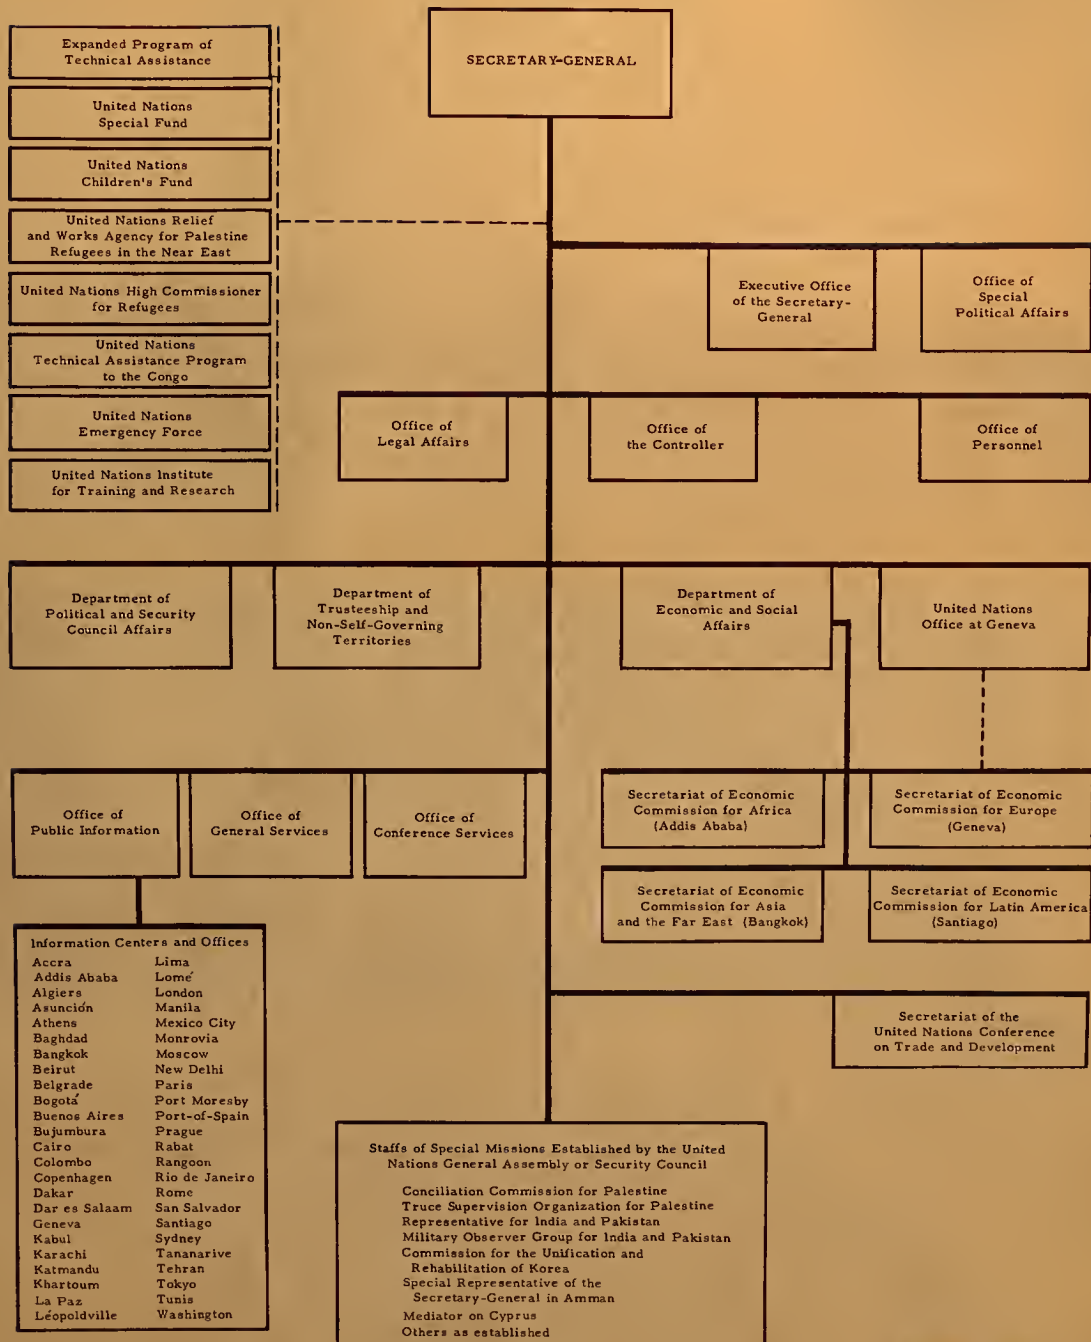 Expanded Program of
Technical Assistance
United Nations
Special Fund
United Nations
Children's Fund
United Nations Relief
and Works Agency for Palestine
Refugees in the Near East
United Nations High Commissioner
for Refugees
United Nations
Technical Assistance Program
to the Congo
United Nations
Emergency Force
United Nations Institute
for Training and Research
SECRETARY-GENERAL
Executive Office
of the Secretary-
General
Office of
Special
Political Affairs
Office of
Legal Affairs
Office of
the Controller
Office of
Personnel
Department of
Political and Security
Council Affairs
Department of
Trusteeship and
Non-Self-Governing
Territories
Department of
Economic and Social
Affairs
United Nations
Office at Geneva
Office of
Public Information
Office of
General Services
Office of
Conference Services
Secretariat of Economic
Commission for Africa
(Addis Ababa)
Secretariat of Economic
Commission for Europe
(Geneva)
Secretariat of Economic
Commission for Asia
and the Far East (Bangkok)
Secretariat of Economic
Commission for Latin America
(Santiago)
Information Centers and Offices
Accra
Addis Ababa
Algiers
Asunción
Athens
Baghdad
Bangkok
Beirut
Belgrade
Bogotá
Buenos Aires
Bujumbura
Cairo
Colombo
Copenhagen
Dakar
Dar es Salaam
Geneva
Kabul
Karachi
Katmandu
Khartoum
La Paz
Léopoldville
Lima
Lomé
London
Manila
Mexico City
Monrovia
Moscow
New Delhi
Paris
Port Moresby
Port-of-Spain
Prague
Rabat
Rangoon
Rio de Janeiro
Rome
San Salvador
Santiago
Sydney
Tananarive
Tehran
Tokyo
Tunis
Washington
Secretariat of the
United Nations Conference
on Trade and Development
Staffs of Special Missions Established by the United
Nations General Assembly or Security Council
Conciliation Commission for Palestine
Truce Supervision Organization for Palestine
Representative for India and Pakistan
Military Observer Group for India and Pakistan
Commission for the Unification and
Rehabilitation of Korea
Special Representative of the
Secretary-General in Amman
Mediator on Cyprus
Others as established